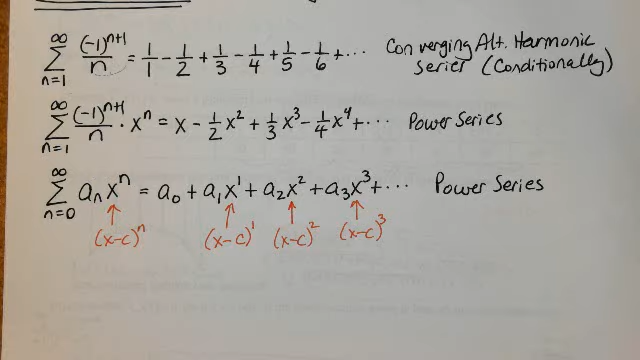 ∞ Σ n=1 (-1)^{n+1}/n = 1/1 - 1/2 + 1/3 - 1/4 + 1/5 - 1/6 + ... Converging Alt. Harmonic
Series (Conditionally)
∞ Σ n=1 (-1)^{n+1}/n · x^n = x - 1/2 x^2 + 1/3 x^3 - 1/4 x^4 + ... Power Series
∞ Σ n=0 a_n x^n = a_0 + a_1 x^1 + a_2 x^2 + a_3 x^3 + ... Power Series
(x-c)^n (x-c)^1 (x-c)^2 (x-c)^3